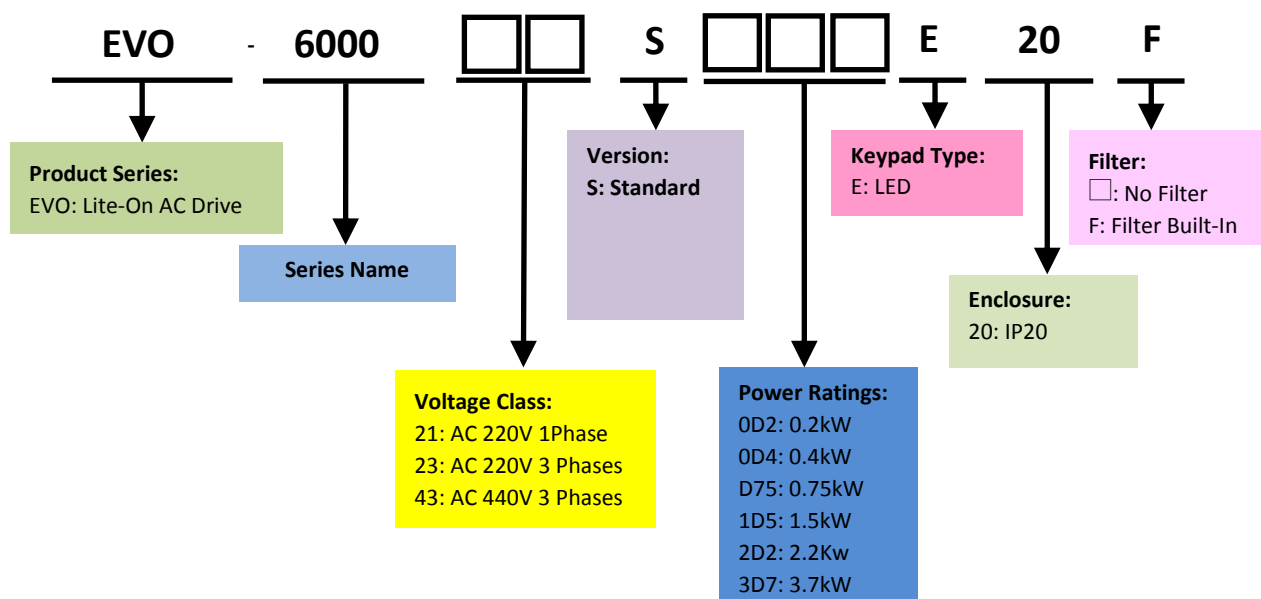 EVO - 6000 □□ S □□□ E 20 F
Product Series:
EVO: Lite-On AC Drive
Series Name
Version:
S: Standard
Keypad Type:
E: LED
Filter:
□: No Filter
F: Filter Built-In
Enclosure:
20: IP20
Voltage Class:
21: AC 220V 1Phase
23: AC 220V 3 Phases
43: AC 440V 3 Phases
Power Ratings:
0D2: 0.2kW
0D4: 0.4kW
D75: 0.75kW
1D5: 1.5kW
2D2: 2.2Kw
3D7: 3.7kW